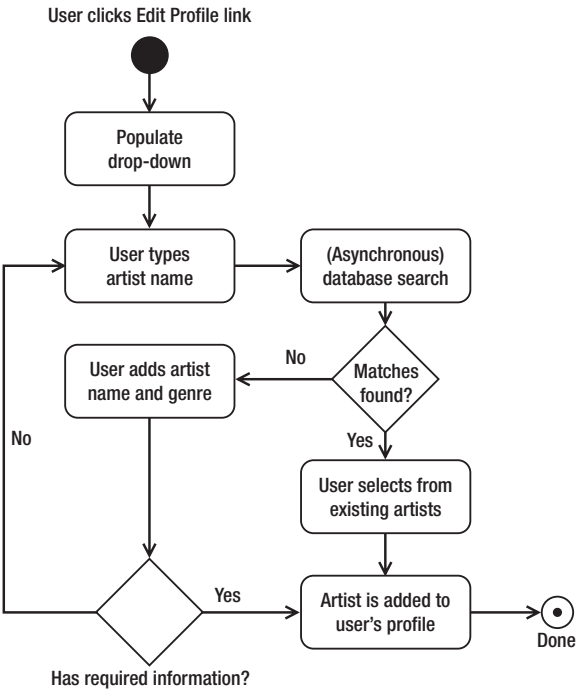 User clicks Edit Profile link
Populate
drop-down
User types
artist name
(Asynchronous)
database search
User adds artist
name and genre
No
Matches
found?
No
Yes
User selects from
existing artists
Yes
Artist is added to
user's profile
Done
Has required information?